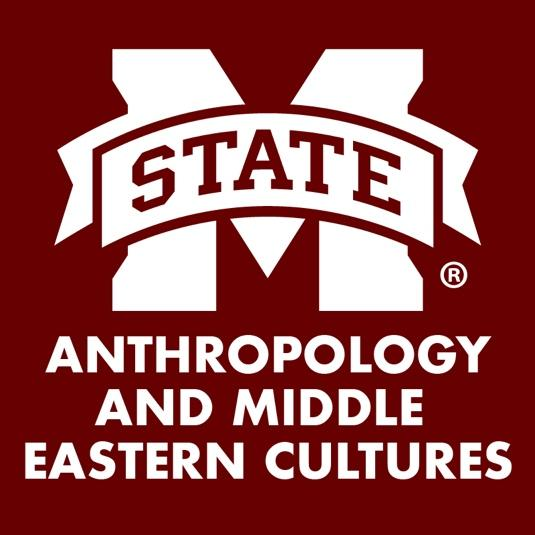 M
STATE
®
ANTHROPOLOGY
AND MIDDLE
EASTERN CULTURES